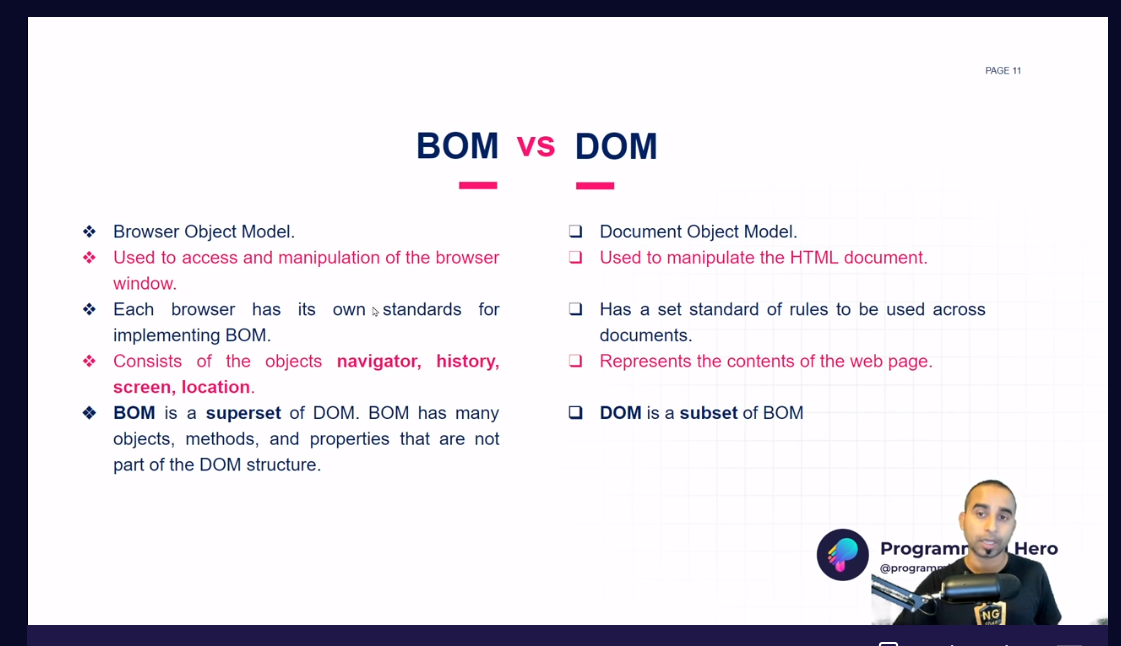 PAGE 11
BOM vs DOM
Browser Object Model.
Used to access and manipulation of the browser
window.
Each browser has its own standards for
implementing BOM.
Consists of the objects navigator, history,
screen, location.
BOM is a superset of DOM. BOM has many
objects, methods, and properties that are not
part of the DOM structure.
Document Object Model.
Used to manipulate the HTML document.
Has a set standard of rules to be used across
documents.
Represents the contents of the web page.
DOM is a subset of BOM
Programm Hero
@programm
NG